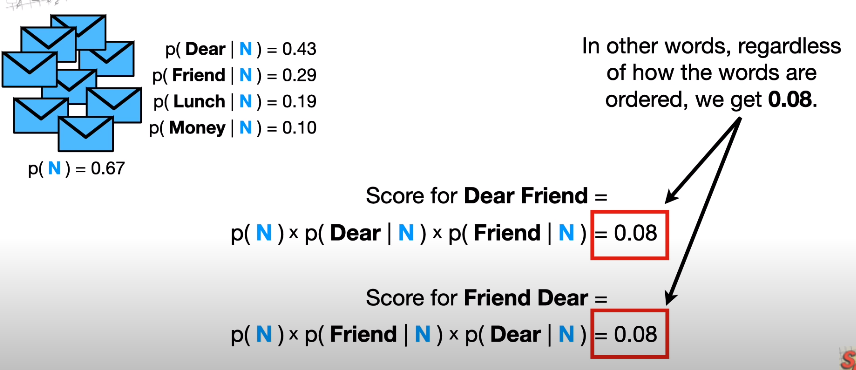 p( Dear | N ) = 0.43
p( Friend | N ) = 0.29
p( Lunch | N ) = 0.19
p( Money | N ) = 0.10
p( N ) = 0.67
In other words, regardless
of how the words are
ordered, we get 0.08.
Score for Dear Friend =
p( N ) x p( Dear | N ) x p( Friend | N ) = 0.08
Score for Friend Dear =
p( N ) x p( Friend | N ) x p( Dear | N ) = 0.08